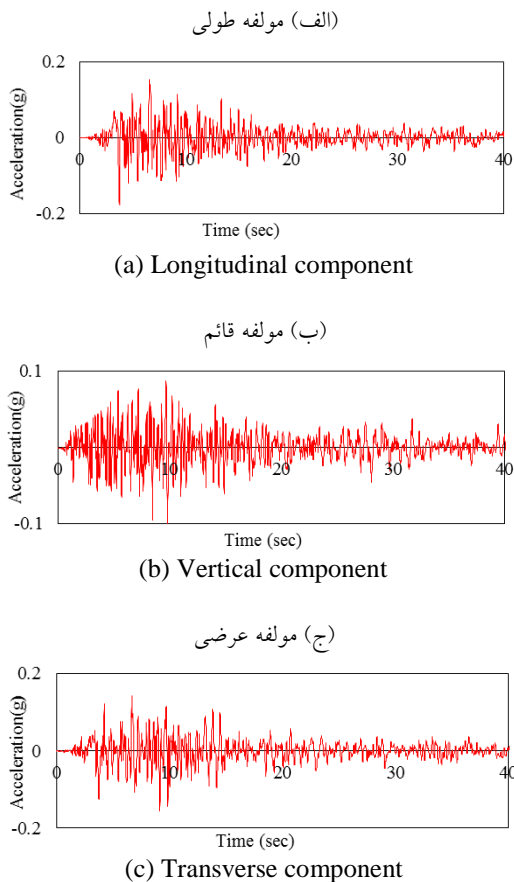 (الف) مولفه طولی
0.2
Acceleration(g)
0
-0.2
0 10 20 30 40
Time (sec)
(a) Longitudinal component
(ب) مولفه قائم
0.1
Acceleration(g)
0
-0.1
0 10 20 30 40
Time (sec)
(b) Vertical component
(ج) مولفه عرضی
0.2
Acceleration(g)
0
-0.2
0 10 20 30 40
Time (sec)
(c) Transverse component